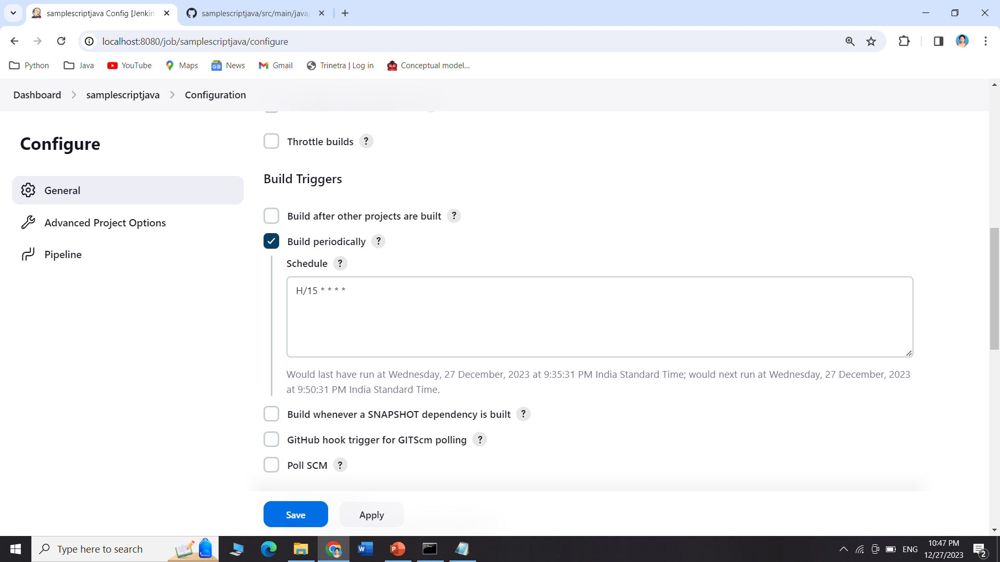 samplescriptjava Config [Jenkin
samplescriptjava/src/main/java/
localhost:8080/job/samplescriptjava/configure
Python
Java
YouTube
Maps
News
Gmail
Trinetra | Log in
Conceptual model...
Dashboard
samplescriptjava
Configuration
Configure
General
Advanced Project Options
Pipeline
Throttle builds ?
Build Triggers
Build after other projects are built ?
Build periodically ?
Schedule ?
H/15 * * * *
Would last have run at Wednesday, 27 December, 2023 at 9:35:31 PM India Standard Time; would next run at Wednesday, 27 December, 2023
at 9:50:31 PM India Standard Time.
Build whenever a SNAPSHOT dependency is built ?
GitHub hook trigger for GITScm polling ?
Poll SCM ?
Save
Apply
Type here to search
ENG
10:47 PM
12/27/2023
2